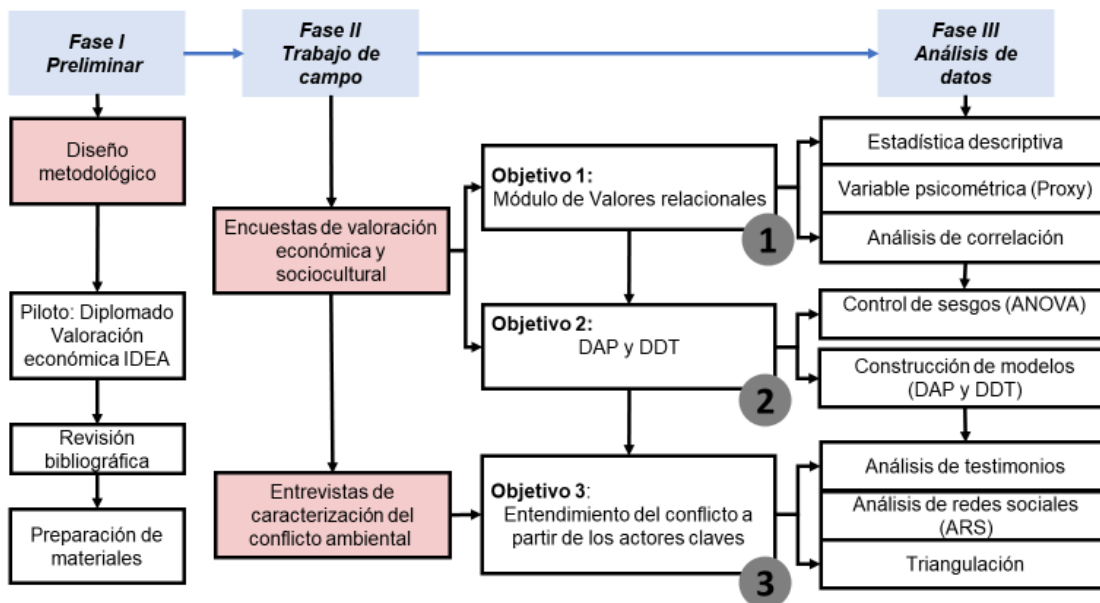 Fase I
Preliminar
Fase II
Trabajo de
campo
Fase III
Análisis de
datos
Diseño
metodológico
Piloto: Diplomado
Valoración
económica IDEA
Revisión
bibliográfica
Preparación de
materiales
Encuestas de valoración
económica y
sociocultural
Entrevistas de
caracterización del
conflicto ambiental
Objetivo 1:
Módulo de Valores relacionales
1
Objetivo 2:
DAP y DDT
2
Objetivo 3:
Entendimiento del conflicto a
partir de los actores claves
3
Estadística descriptiva
Variable psicométrica (Proxy)
Análisis de correlación
Control de sesgos (ANOVA)
Construcción de modelos
(DAP y DDT)
Análisis de testimonios
Análisis de redes sociales
(ARS)
Triangulación